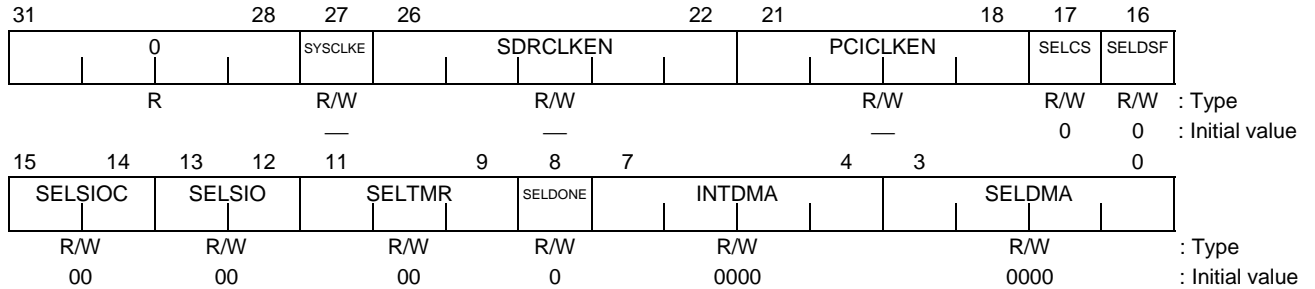 31 28 27 26 22 21 18 17 16
0 SYSCLKE SDRCLKEN PCICLKEN SELCS SELDSF
R R/W R/W R/W R/W R/W : Type
— — — 0 0 : Initial value
15 14 13 12 11 9 8 7 4 3 0
SELSIOC SELSIO SELTMR SELDONE INTDMA SELDMA
R/W R/W R/W R/W R/W R/W : Type
00 00 00 0 0000 0000 : Initial value